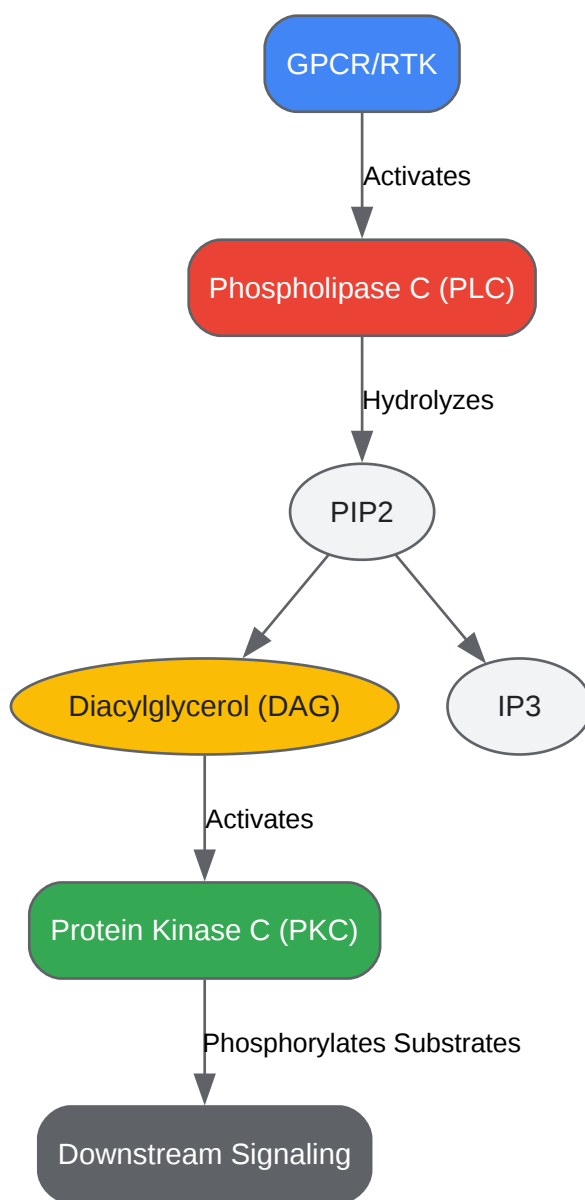 GPCR/RTK
Activates
Phospholipase C (PLC)
Hydrolyzes
PIP2
Diacylglycerol (DAG)
IP3
Activates
Protein Kinase C (PKC)
Phosphorylates Substrates
Downstream Signaling